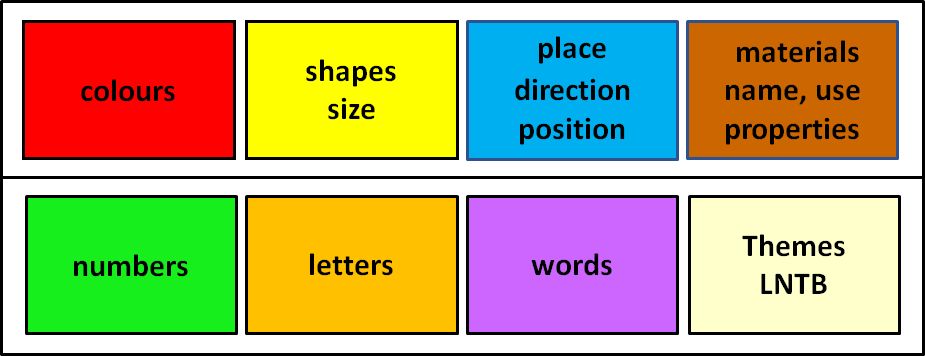 colours
shapes
size
place
direction
position
materials
name, use
properties
numbers
letters
words
Themes
LNTB